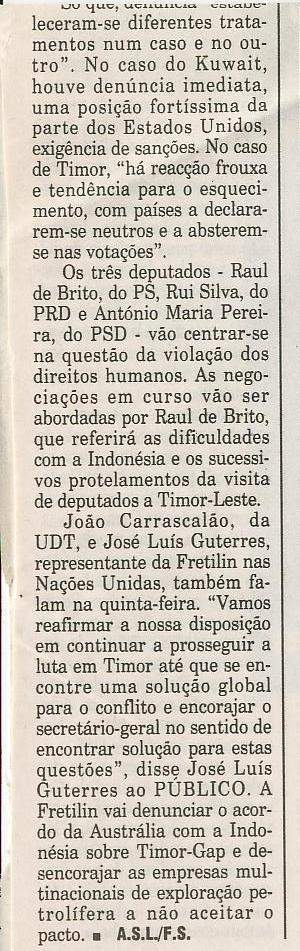 Só que, denuncia "estabe-
leceram-se diferentes trata-
mentos num caso e no ou-
tro". No caso do Kuwait,
houve denúncia imediata,
uma posição fortíssima da
parte dos Estados Unidos,
exigência de sanções. No caso
de Timor, "há reacção frouxa
e tendência para o esqueci-
mento, com países a declara-
rem-se neutros e a absterem-
se nas votações".
Os três deputados - Raul
de Brito, do PS, Rui Silva, do
PRD e António Maria Perei-
ra, do PSD - vão centrar-se
na questão da violação dos
direitos humanos. As nego-
ciações em curso vão ser
abordadas por Raul de Brito,
que referirá as dificuldades
com a Indonésia e os sucessi-
vos protelamentos da visita
de deputados a Timor-Leste.
João Carrascalão, da
UDT, e José Luís Guterres,
representante da Fretilin nas
Nações Unidas, também fa-
lam na quinta-feira. "Vamos
reafirmar a nossa disposição
em continuar a prosseguir a
luta em Timor até que se en-
contre uma solução global
para o conflito e encorajar o
secretário-geral no sentido de
encontrar solução para estas
questões", disse José Luís
Guterres ao PÚBLICO. A
Fretilin vai denunciar o acor-
do da Austrália com a Indo-
nésia sobre Timor-Gap e de-
sencorajar as empresas mul-
tinacionais de exploração pe-
trolífera a não aceitar o
pacto. ■ A.S.L./F.S.